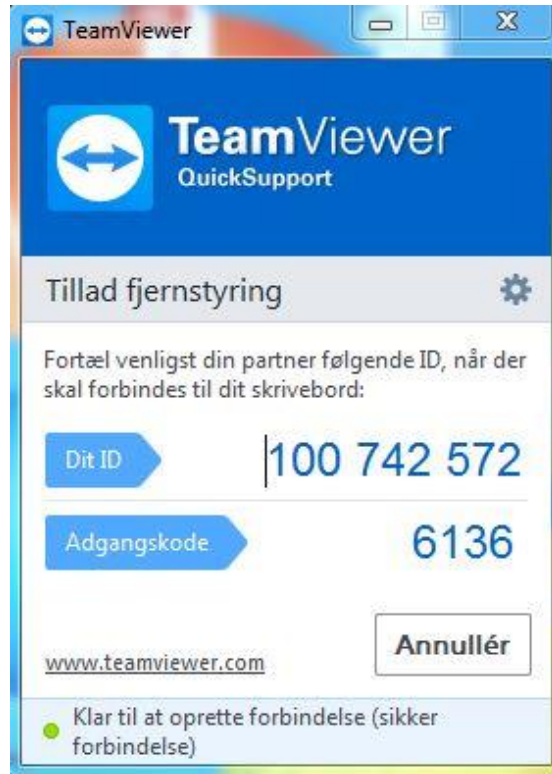 TeamViewer
TeamViewer
QuickSupport
Tillad fjernstyring
Fortæl venligst din partner følgende ID, når der
skal forbindes til dit skrivebord:
Dit ID 100 742 572
Adgangskode 6136
Annullér
www.teamviewer.com
Klar til at oprette forbindelse (sikker
forbindelse)